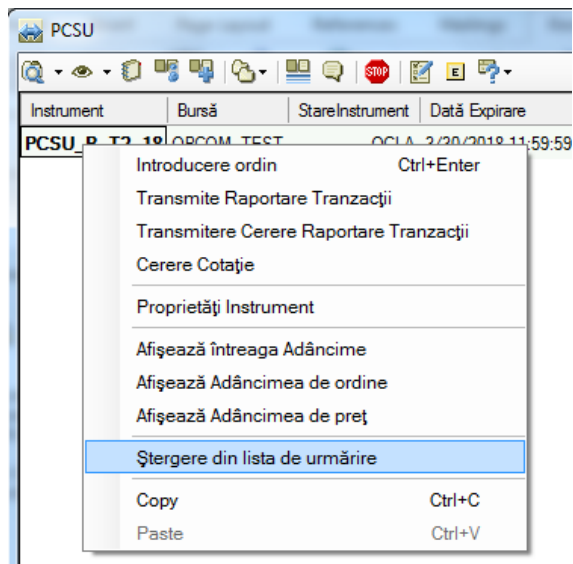 PCSU
STOP
E
Instrument Bursă StareInstrument Dată Expirare
PCSU_B_T2_18 OPCOM_TEST OCLA 3/30/2018 11:59:59
Introducere ordin Ctrl+Enter
Transmite Raportare Tranzacţii
Transmitere Cerere Raportare Tranzacţii
Cerere Cotaţie
Proprietăţi Instrument
Afişează întreaga Adâncime
Afişează Adâncimea de ordine
Afişează Adâncimea de preţ
Ştergere din lista de urmărire
Copy Ctrl+C
Paste Ctrl+V